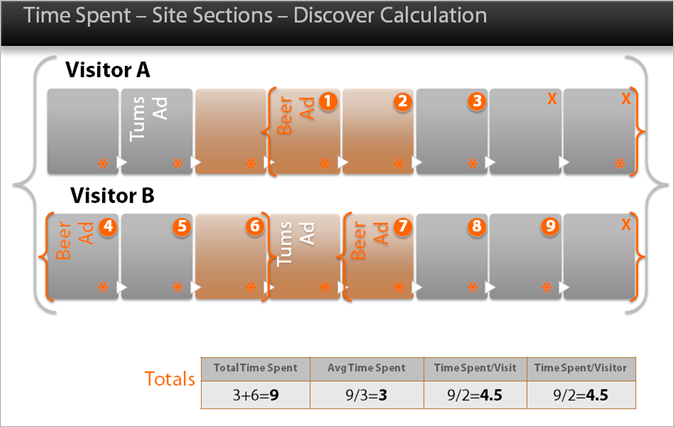 Time Spent – Site Sections – Discover Calculation
Visitor A
Tums
Ad
Beer
Ad
1
2
3
X
X
*
*
*
*
*
*
*
Visitor B
Beer
Ad
4
5
6
Tums
Ad
Beer
Ad
7
8
9
X
*
*
*
*
*
*
*
Totals
Total Time Spent
Avg Time Spent
Time Spent/Visit
Time Spent/Visitor
3+6=9
9/3=3
9/2=4.5
9/2=4.5